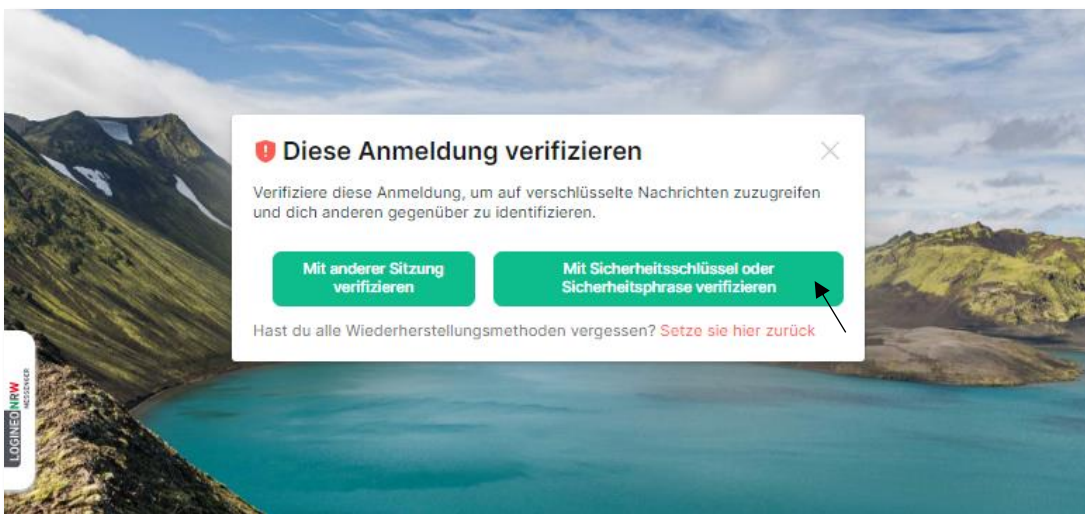 Diese Anmeldung verifizieren
Verifiziere diese Anmeldung, um auf verschlüsselte Nachrichten zuzugreifen
und dich anderen gegenüber zu identifizieren.
Mit anderer Sitzung
verifizieren
Mit Sicherheitsschlüssel oder
Sicherheitsphrase verifizieren
Hast du alle Wiederherstellungsmethoden vergessen? Setze sie hier zurück
LOGINEO NRW
MESSENGER